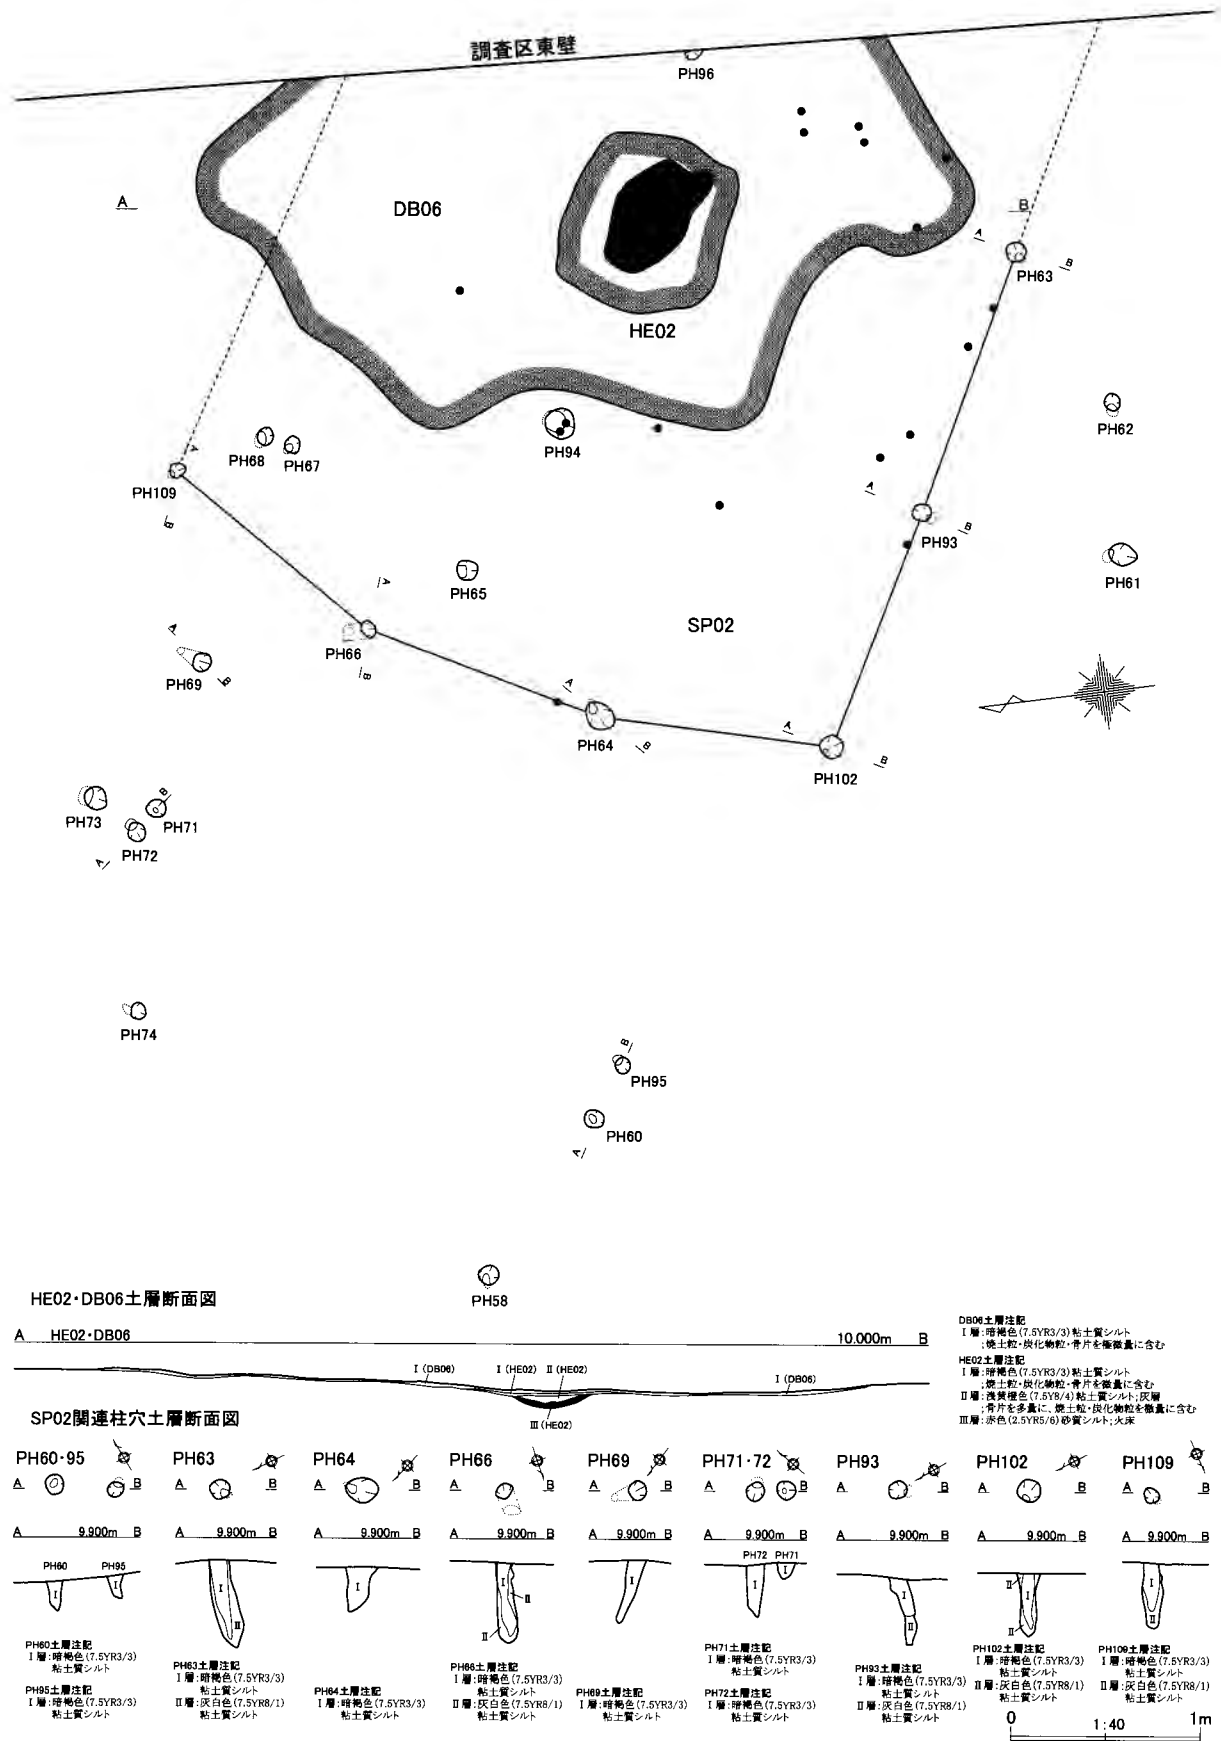 調査区東壁
PH96
A
DB06
B
A
B
PH63
HE02
PH62
PH68
PH67
PH94
A
PH109
B
A
B
PH93
PH61
A
PH65
SP02
PH66
B
A
PH69
B
A
PH64
B
A
PH102
B
PH73
B
PH71
PH72
A
PH74
B
PH95
PH60
A
PH58
HE02・DB06土層断面図
A HE02・DB06 10.000m B
I (DB06) I (HE02) II (HE02) I (DB06)
III (HE02)
DB06土層注記
I 層:暗褐色(7.5YR3/3)粘土質シルト
;焼土粒・炭化物粒・骨片を極微量に含む
HE02土層注記
I 層:暗褐色(7.5YR3/3)粘土質シルト
;焼土粒・炭化物粒・骨片を微量に含む
II 層:浅黄橙色(7.5Y8/4)粘土質シルト;灰層
;骨片を多量に、焼土粒・炭化物粒を微量に含む
III 層:赤色(2.5YR5/6)砂質シルト;火床
SP02関連柱穴土層断面図
PH60・95 PH63 PH64 PH66 PH69 PH71・72 PH93 PH102 PH109
A B A B A B A B A B A B A B A B A B
A 9.900m B A 9.900m B A 9.900m B A 9.900m B A 9.900m B A 9.900m B A 9.900m B A 9.900m B A 9.900m B
PH60 PH95 PH72 PH71
I I I II I I II II I I I I II II I II I II
PH60土層注記
I 層:暗褐色(7.5YR3/3)
粘土質シルト
PH95土層注記
I 層:暗褐色(7.5YR3/3)
粘土質シルト
PH63土層注記
I 層:暗褐色(7.5YR3/3)
粘土質シルト
II 層:灰白色(7.5YR8/1)
粘土質シルト
PH64土層注記
I 層:暗褐色(7.5YR3/3)
粘土質シルト
PH66土層注記
I 層:暗褐色(7.5YR3/3)
粘土質シルト
II 層:灰白色(7.5YR8/1)
粘土質シルト
PH69土層注記
I 層:暗褐色(7.5YR3/3)
粘土質シルト
PH71土層注記
I 層:暗褐色(7.5YR3/3)
粘土質シルト
PH72土層注記
I 層:暗褐色(7.5YR3/3)
粘土質シルト
PH93土層注記
I 層:暗褐色(7.5YR3/3)
粘土質シルト
II 層:灰白色(7.5YR8/1)
粘土質シルト
PH102土層注記
I 層:暗褐色(7.5YR3/3)
粘土質シルト
II 層:灰白色(7.5YR8/1)
粘土質シルト
PH109土層注記
I 層:暗褐色(7.5YR3/3)
粘土質シルト
II 層:灰白色(7.5YR8/1)
粘土質シルト
0 1:40 1m